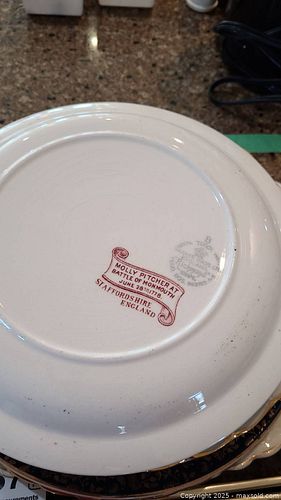 MOLLY PITCHER AT
BATTLE OF MONMOUTH
JUNE 28TH 1778
STAFFORDSHIRE
ENGLAND
Copyright 2025 - maxsold.com